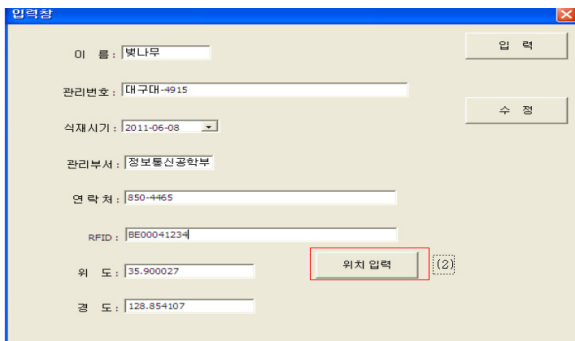 입력창
이 름 : 벚나무
입 력
관리번호 : 대구대-4915
수 정
식재시기 : 2011-06-08
관리부서 : 정보통신공학부
연 락 처 : 850-4465
RFID : BE00041234
위 도 : 35.900027
위치 입력 (2)
경 도 : 128.854107